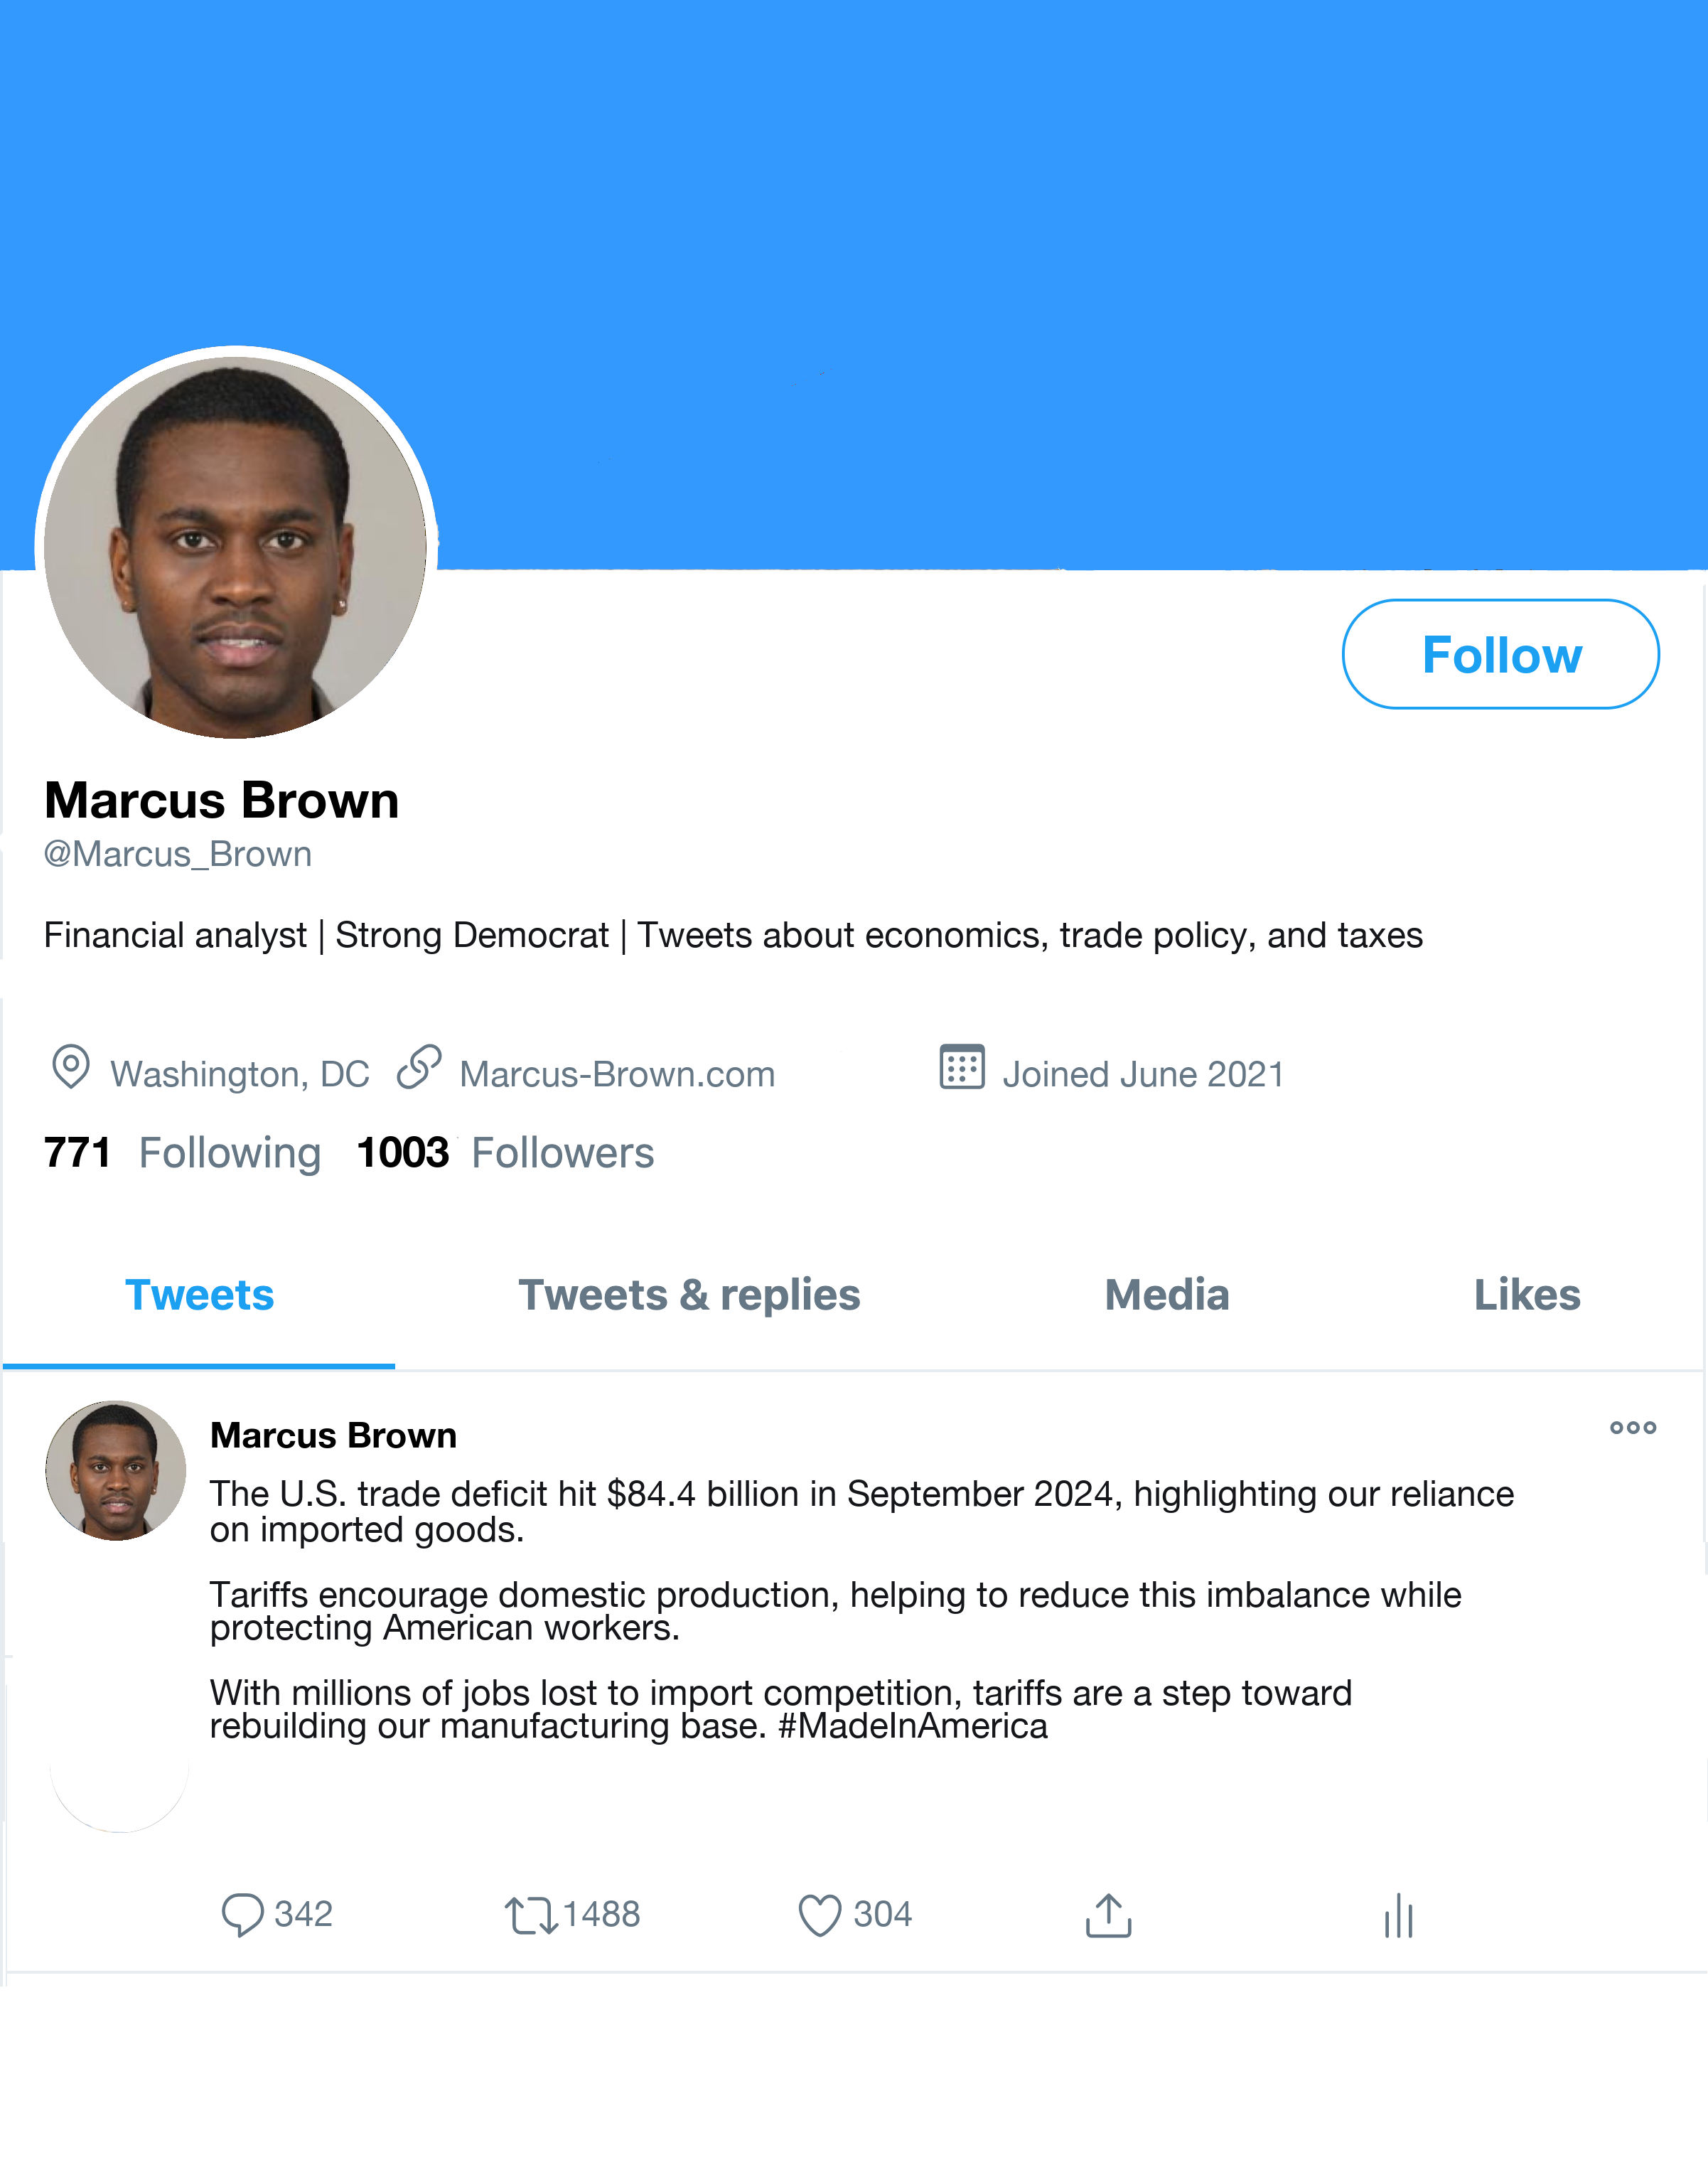 Follow
Marcus Brown
@Marcus_Brown
Financial analyst | Strong Democrat | Tweets about economics, trade policy, and taxes
Washington, DC Marcus-Brown.com Joined June 2021
771 Following 1003 Followers
Tweets Tweets & replies Media Likes
Marcus Brown
The U.S. trade deficit hit $84.4 billion in September 2024, highlighting our reliance
on imported goods.
Tariffs encourage domestic production, helping to reduce this imbalance while
protecting American workers.
With millions of jobs lost to import competition, tariffs are a step toward
rebuilding our manufacturing base. #MadeInAmerica
342 1488 304